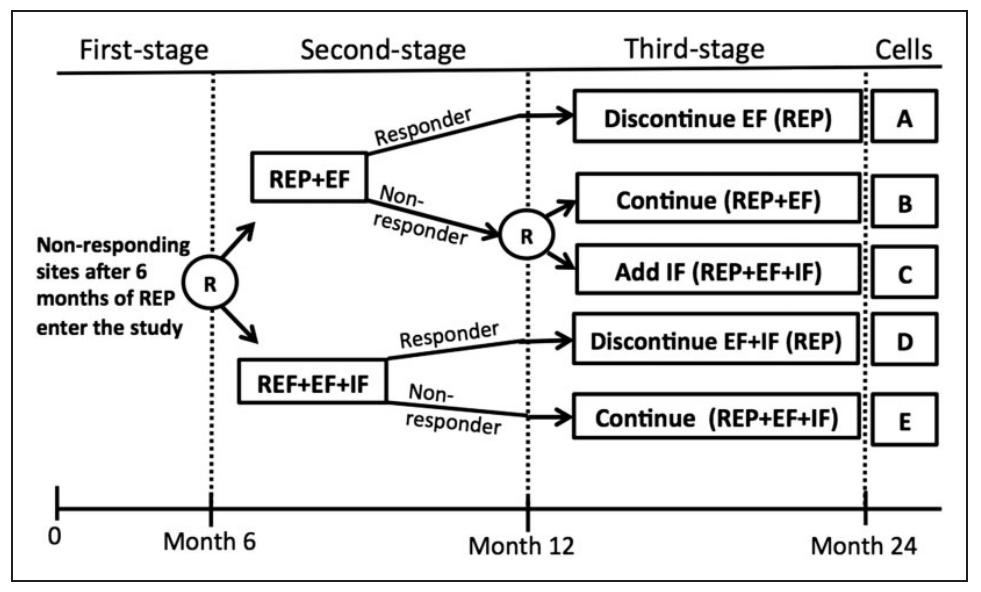 First-stage Second-stage Third-stage Cells
Responder
Discontinue EF (REP) A
REP+EF
Non-
responder
Continue (REP+EF) B
R
Non-responding
sites after 6
months of REP
enter the study
R
Add IF (REP+EF+IF) C
Responder
Discontinue EF+IF (REP) D
REF+EF+IF
Non-
responder
Continue (REP+EF+IF) E
0 Month 6 Month 12 Month 24